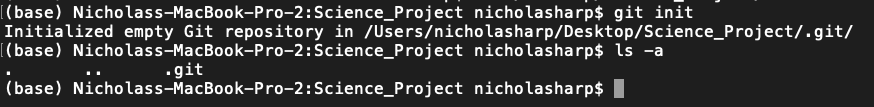 (base) Nicholass-MacBook-Pro-2:Science_Project nicholasharp$ git init
Initialized empty Git repository in /Users/nicholasharp/Desktop/Science_Project/.git/
[(base) Nicholass-MacBook-Pro-2:Science_Project nicholasharp$ ls -a
. .. .git
(base) Nicholass-MacBook-Pro-2:Science_Project nicholasharp$